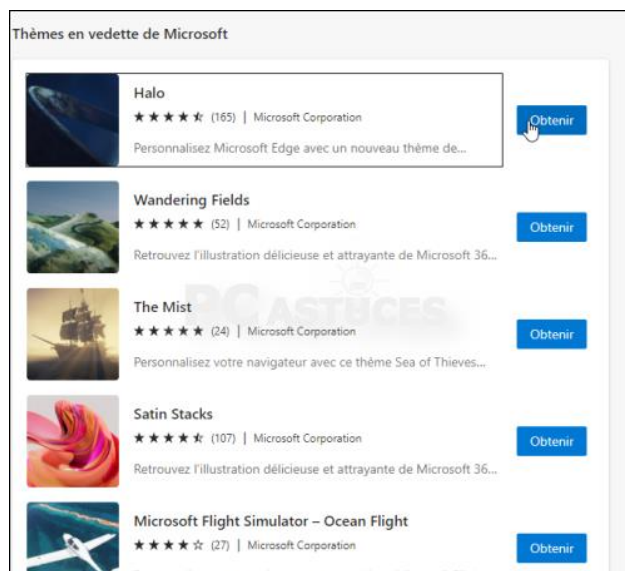 Thèmes en vedette de Microsoft
Halo
★★★★⯨ (165) | Microsoft Corporation
Obtenir
Personnalisez Microsoft Edge avec un nouveau thème de...
Wandering Fields
★★★★★ (52) | Microsoft Corporation
Obtenir
Retrouvez l'illustration délicieuse et attrayante de Microsoft 36...
PC ASTUCES
The Mist
★★★★★ (24) | Microsoft Corporation
Obtenir
Personnalisez votre navigateur avec ce thème Sea of Thieves...
Satin Stacks
★★★★⯨ (107) | Microsoft Corporation
Obtenir
Retrouvez l'illustration délicieuse et attrayante de Microsoft 36...
Microsoft Flight Simulator – Ocean Flight
★★★★☆ (27) | Microsoft Corporation
Obtenir